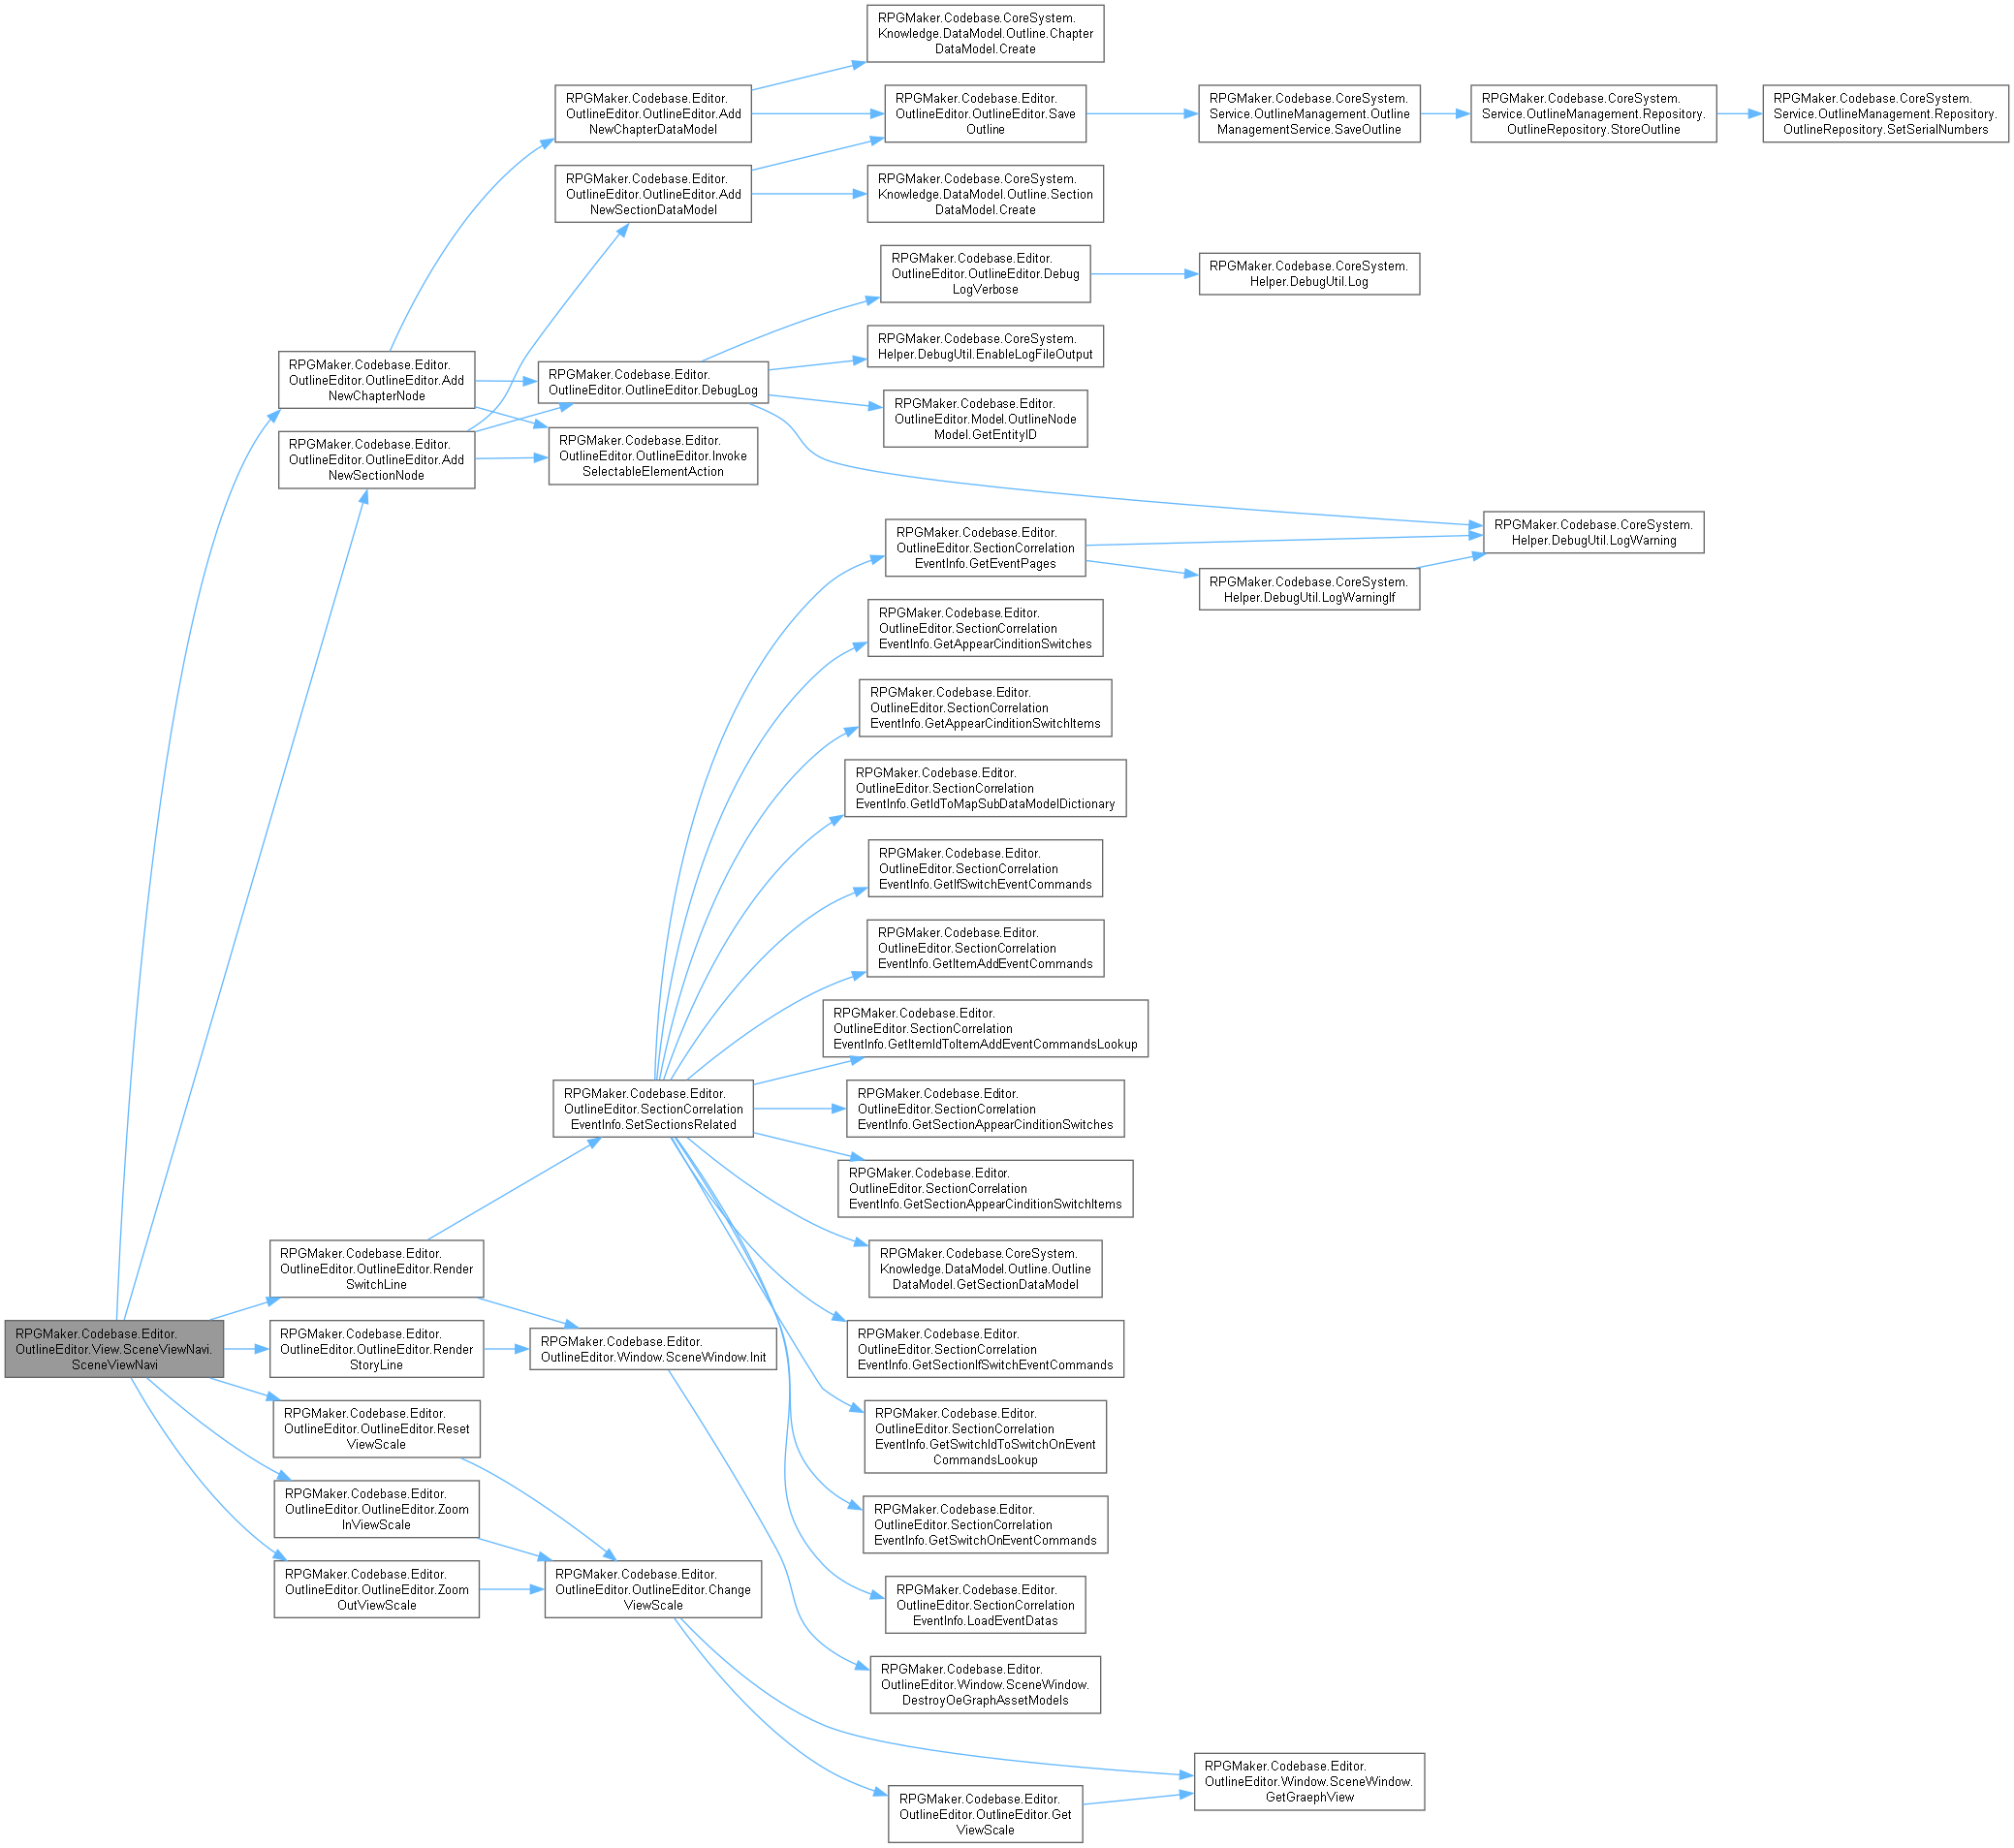 RPGMaker.Codebase.CoreSystem.
Knowledge.DataModel.Outline.Chapter
DataModel.Create
RPGMaker.Codebase.Editor.
OutlineEditor.OutlineEditor.Add
NewChapterDataModel
RPGMaker.Codebase.Editor.
OutlineEditor.OutlineEditor.Save
Outline
RPGMaker.Codebase.CoreSystem.
Service.OutlineManagement.Outline
ManagementService.SaveOutline
RPGMaker.Codebase.CoreSystem.
Service.OutlineManagement.Repository.
OutlineRepository.StoreOutline
RPGMaker.Codebase.CoreSystem.
Service.OutlineManagement.Repository.
OutlineRepository.SetSerialNumbers
RPGMaker.Codebase.Editor.
OutlineEditor.OutlineEditor.Add
NewSectionDataModel
RPGMaker.Codebase.CoreSystem.
Knowledge.DataModel.Outline.Section
DataModel.Create
RPGMaker.Codebase.Editor.
OutlineEditor.OutlineEditor.Debug
LogVerbose
RPGMaker.Codebase.CoreSystem.
Helper.DebugUtil.Log
RPGMaker.Codebase.CoreSystem.
Helper.DebugUtil.EnableLogFileOutput
RPGMaker.Codebase.Editor.
OutlineEditor.OutlineEditor.Add
NewChapterNode
RPGMaker.Codebase.Editor.
OutlineEditor.OutlineEditor.DebugLog
RPGMaker.Codebase.Editor.
OutlineEditor.Model.OutlineNode
Model.GetEntityID
RPGMaker.Codebase.Editor.
OutlineEditor.OutlineEditor.Add
NewSectionNode
RPGMaker.Codebase.Editor.
OutlineEditor.OutlineEditor.Invoke
SelectableElementAction
RPGMaker.Codebase.Editor.
OutlineEditor.SectionCorrelation
EventInfo.GetEventPages
RPGMaker.Codebase.CoreSystem.
Helper.DebugUtil.LogWarning
RPGMaker.Codebase.CoreSystem.
Helper.DebugUtil.LogWarningIf
RPGMaker.Codebase.Editor.
OutlineEditor.SectionCorrelation
EventInfo.GetAppearCinditionSwitches
RPGMaker.Codebase.Editor.
OutlineEditor.SectionCorrelation
EventInfo.GetAppearCinditionSwitchItems
RPGMaker.Codebase.Editor.
OutlineEditor.SectionCorrelation
EventInfo.GetIdToMapSubDataModelDictionary
RPGMaker.Codebase.Editor.
OutlineEditor.SectionCorrelation
EventInfo.GetIfSwitchEventCommands
RPGMaker.Codebase.Editor.
OutlineEditor.SectionCorrelation
EventInfo.GetItemAddEventCommands
RPGMaker.Codebase.Editor.
OutlineEditor.SectionCorrelation
EventInfo.GetItemIdToItemAddEventCommandsLookup
RPGMaker.Codebase.Editor.
OutlineEditor.SectionCorrelation
EventInfo.SetSectionsRelated
RPGMaker.Codebase.Editor.
OutlineEditor.SectionCorrelation
EventInfo.GetSectionAppearCinditionSwitches
RPGMaker.Codebase.Editor.
OutlineEditor.SectionCorrelation
EventInfo.GetSectionAppearCinditionSwitchItems
RPGMaker.Codebase.Editor.
OutlineEditor.OutlineEditor.Render
SwitchLine
RPGMaker.Codebase.CoreSystem.
Knowledge.DataModel.Outline.Outline
DataModel.GetSectionDataModel
RPGMaker.Codebase.Editor.
OutlineEditor.View.SceneViewNavi.
SceneViewNavi
RPGMaker.Codebase.Editor.
OutlineEditor.OutlineEditor.Render
StoryLine
RPGMaker.Codebase.Editor.
OutlineEditor.Window.SceneWindow.Init
RPGMaker.Codebase.Editor.
OutlineEditor.SectionCorrelation
EventInfo.GetSectionIfSwitchEventCommands
RPGMaker.Codebase.Editor.
OutlineEditor.OutlineEditor.Reset
ViewScale
RPGMaker.Codebase.Editor.
OutlineEditor.SectionCorrelation
EventInfo.GetSwitchIdToSwitchOnEvent
CommandsLookup
RPGMaker.Codebase.Editor.
OutlineEditor.OutlineEditor.Zoom
InViewScale
RPGMaker.Codebase.Editor.
OutlineEditor.SectionCorrelation
EventInfo.GetSwitchOnEventCommands
RPGMaker.Codebase.Editor.
OutlineEditor.OutlineEditor.Zoom
OutViewScale
RPGMaker.Codebase.Editor.
OutlineEditor.OutlineEditor.Change
ViewScale
RPGMaker.Codebase.Editor.
OutlineEditor.SectionCorrelation
EventInfo.LoadEventDatas
RPGMaker.Codebase.Editor.
OutlineEditor.Window.SceneWindow.
DestroyOeGraphAssetModels
RPGMaker.Codebase.Editor.
OutlineEditor.Window.SceneWindow.
GetGraephView
RPGMaker.Codebase.Editor.
OutlineEditor.OutlineEditor.Get
ViewScale